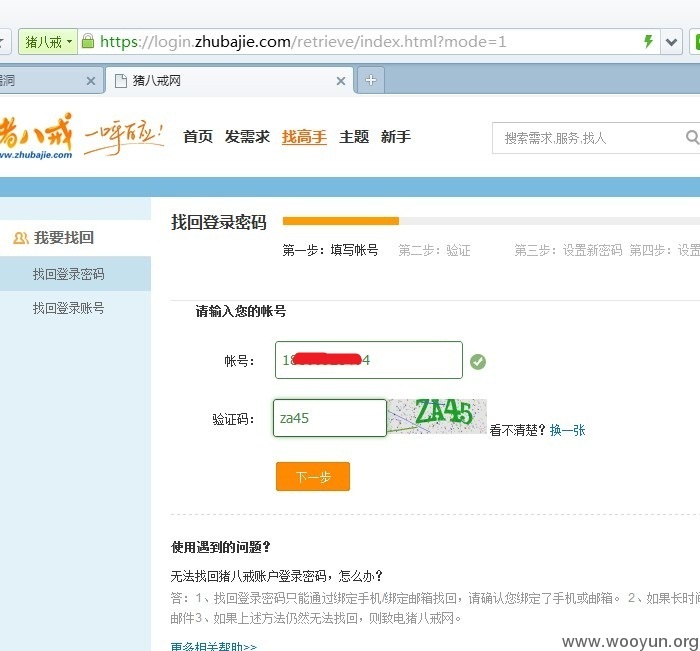 猪八戒 https://login.zhubajie.com/retrieve/index.html?mode=1
洞 猪八戒网
猪八戒 一呼百应!
www.zhubajie.com
首页 发需求 找高手 主题 新手
搜索需求,服务,找人
找回登录密码
第一步：填写帐号 第二步：验证 第三步：设置新密码 第四步：设置
我要找回
找回登录密码
找回登录账号
请输入您的帐号
帐号： 18 4
验证码： za45 ZA45 看不清楚？换一张
下一步
使用遇到的问题？
无法找回猪八戒账户登录密码，怎么办？
答：1、找回登录密码只能通过绑定手机/绑定邮箱找回，请确认您绑定了手机或邮箱。 2、如果长时间
邮件3、如果上述方法仍然无法找回，则致电猪八戒网。
更多相关帮助>>
www.wooyun.org